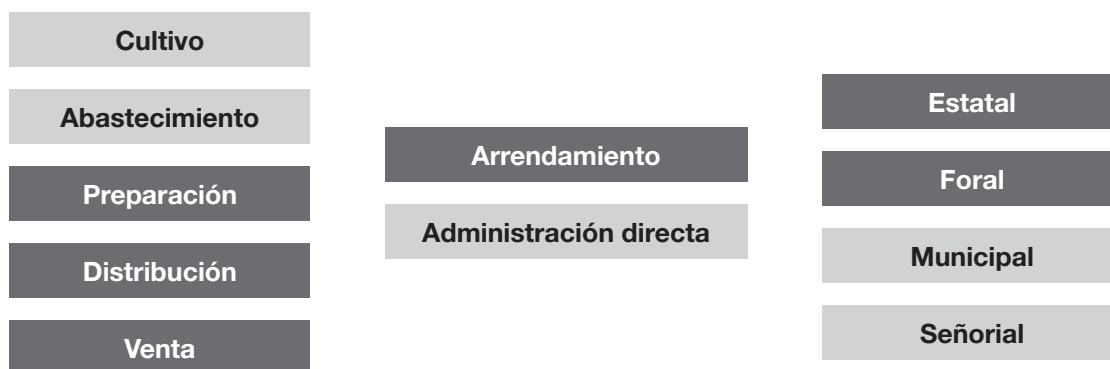 Cultivo
Abastecimiento
Preparación
Distribución
Venta
Arrendamiento
Administración directa
Estatal
Foral
Municipal
Señorial